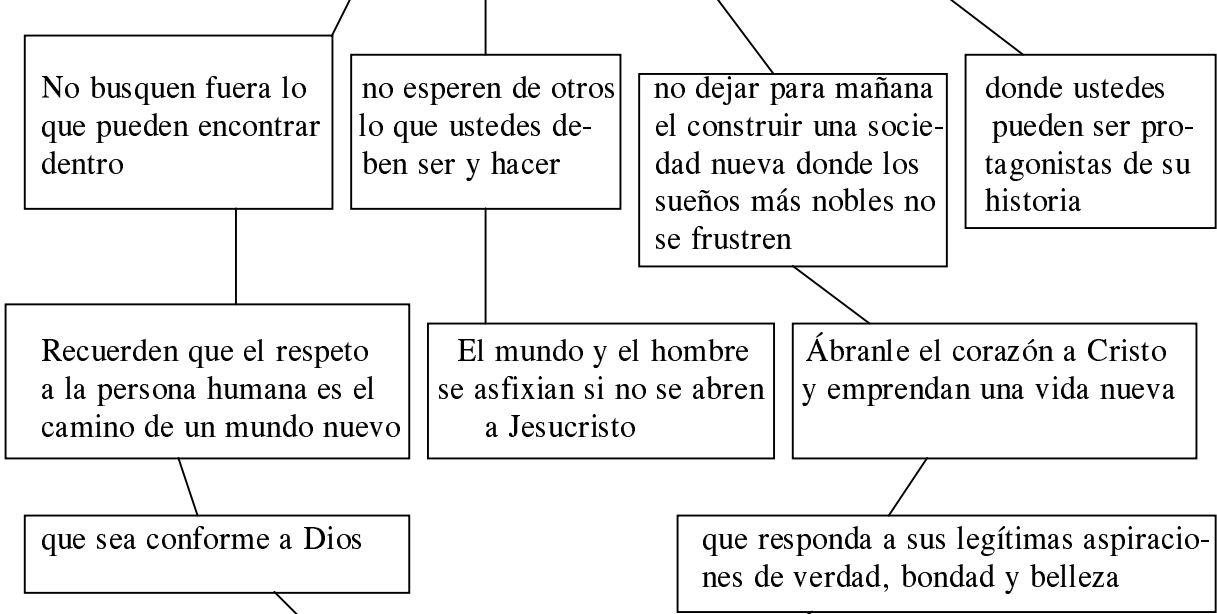 No busquen fuera lo
que pueden encontrar
dentro
no esperen de otros
lo que ustedes de-
ben ser y hacer
no dejar para mañana
el construir una socie-
dad nueva donde los
sueños más nobles no
se frustren
donde ustedes
pueden ser pro-
tagonistas de su
historia
Recuerden que el respeto
a la persona humana es el
camino de un mundo nuevo
El mundo y el hombre
se asfixian si no se abren
a Jesucristo
Ábranle el corazón a Cristo
y emprendan una vida nueva
que sea conforme a Dios
que responda a sus legítimas aspiracio-
nes de verdad, bondad y belleza